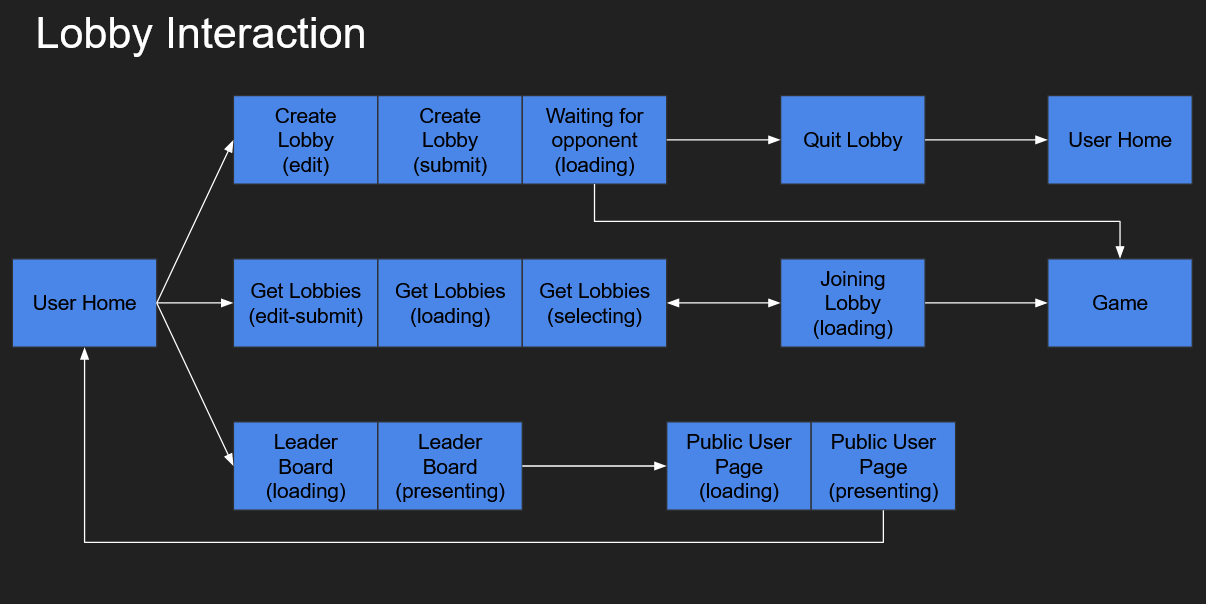 Lobby Interaction
Create
Lobby
(edit)
Create
Lobby
(submit)
Waiting for
opponent
(loading)
Quit Lobby
User Home
User Home
Get Lobbies
(edit-submit)
Get Lobbies
(loading)
Get Lobbies
(selecting)
Joining
Lobby
(loading)
Game
Leader
Board
(loading)
Leader
Board
(presenting)
Public User
Page
(loading)
Public User
Page
(presenting)